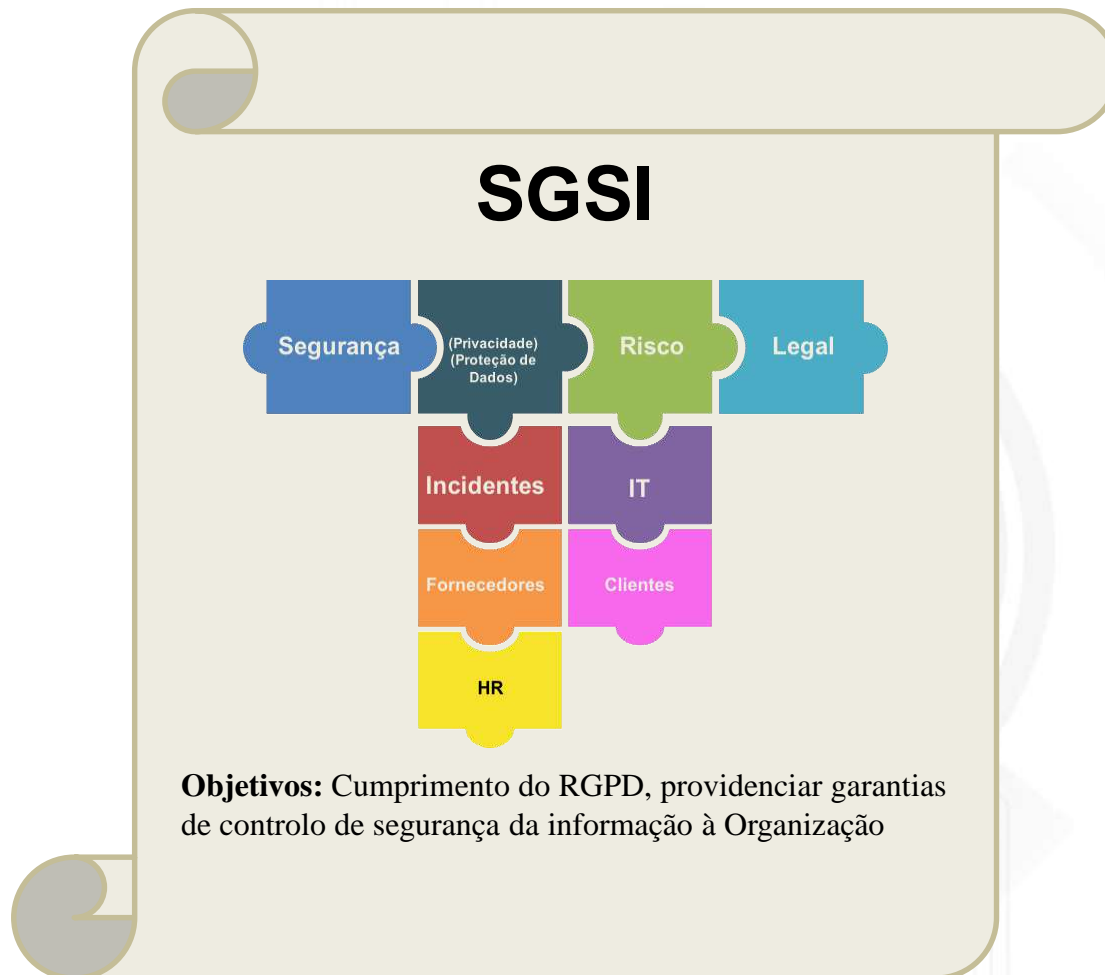 SGSI
Segurança
(Privacidade)
(Proteção de
Dados)
Risco
Legal
Incidentes
IT
Fornecedores
Clientes
HR
Objetivos: Cumprimento do RGPD, providenciar garantias
de controlo de segurança da informação à Organização